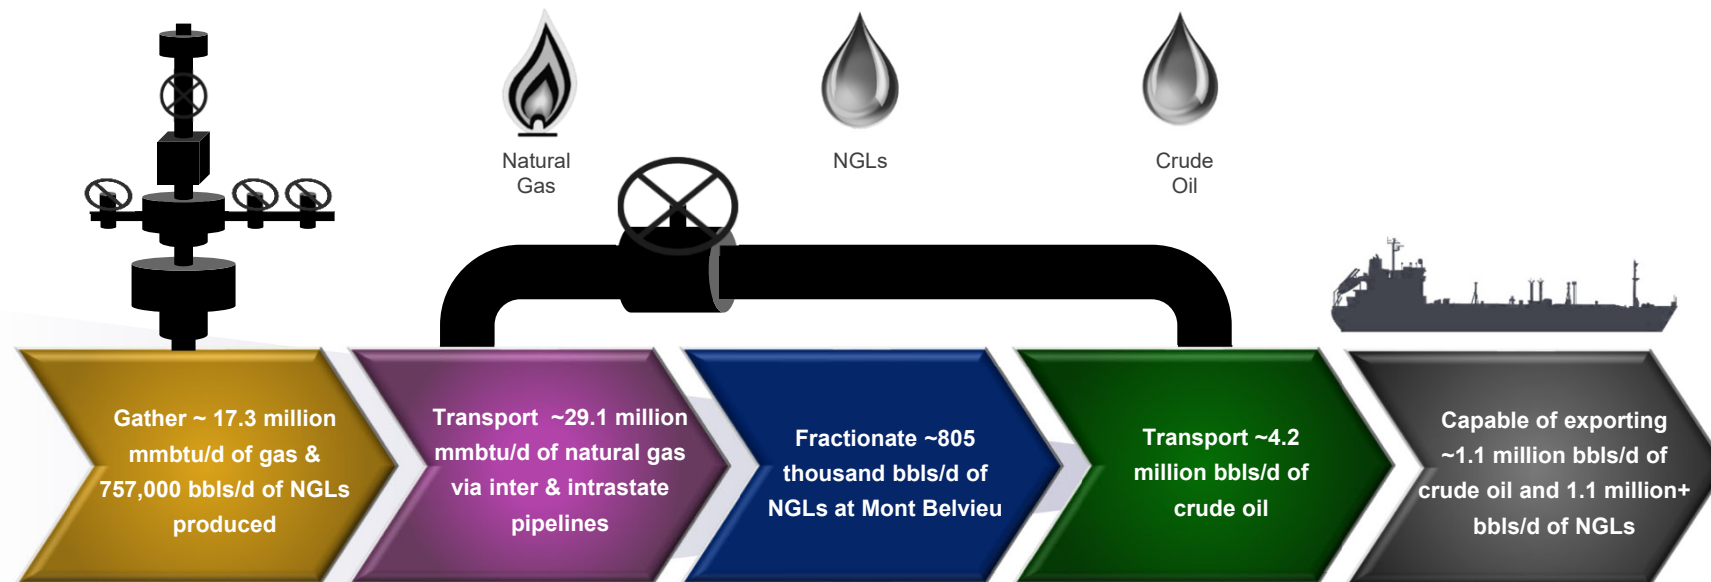 Natural
Gas
NGLs
Crude
Oil
Gather ~ 17.3 million
mmbtu/d of gas &
757,000 bbls/d of NGLs
produced
Transport ~29.1 million
mmbtu/d of natural gas
via inter & intrastate
pipelines
Fractionate ~805
thousand bbls/d of
NGLs at Mont Belvieu
Transport ~4.2
million bbls/d of
crude oil
Capable of exporting
~1.1 million bbls/d of
crude oil and 1.1 million+
bbls/d of NGLs